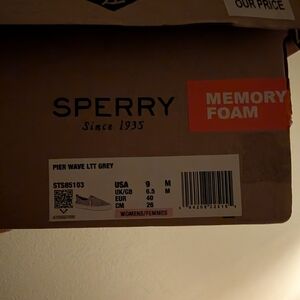 OUR PRICE
SPERRY
Since 1935
MEMORY
FOAM
PIER WAVE LTT GREY
STS85103
USA 9 M
UK/GB 6.5 M
EUR 40
CM 26
WOMENS/FEMMES